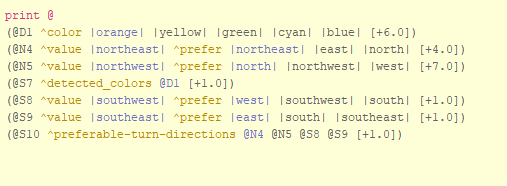 print @
(@D1 ^color |orange| |yellow| |green| |cyan| |blue| [+6.0])
(@N4 ^value |northeast| ^prefer |northeast| |east| |north| [+4.0])
(@N5 ^value |northwest| ^prefer |north| |northwest| |west| [+7.0])
(@S7 ^detected_colors @D1 [+1.0])
(@S8 ^value |southwest| ^prefer |west| |southwest| |south| [+1.0])
(@S9 ^value |southeast| ^prefer |east| |south| |southeast| [+1.0])
(@S10 ^preferable-turn-directions @N4 @N5 @S8 @S9 [+1.0])